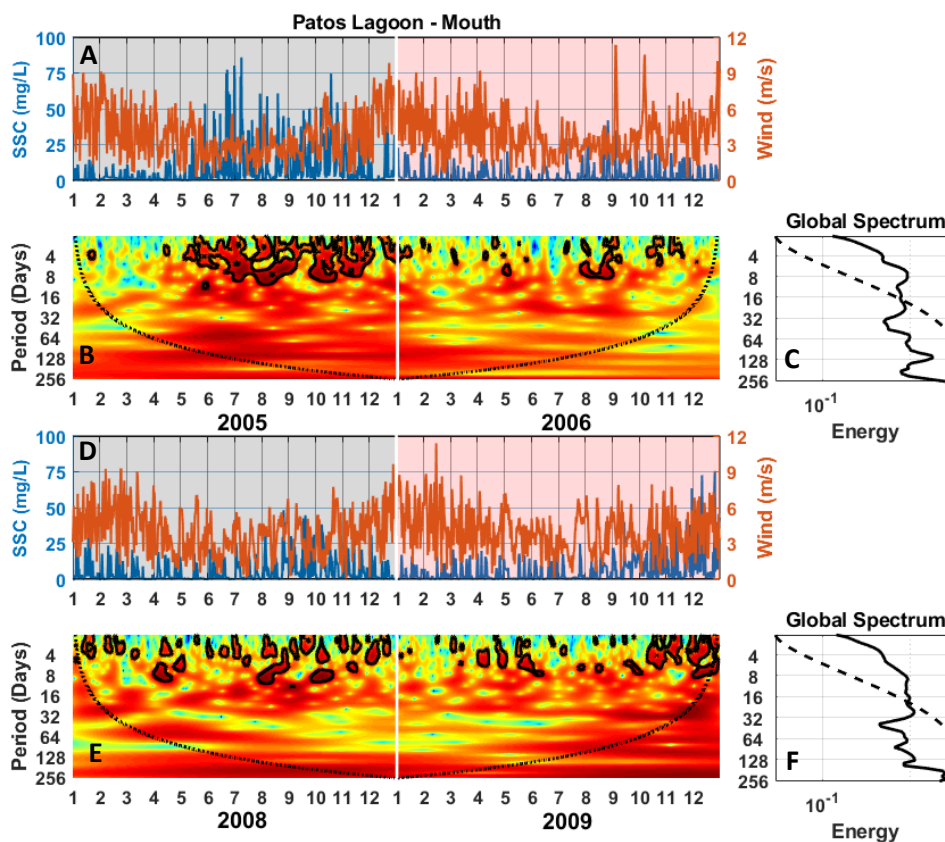 Patos Lagoon - Mouth
A
SSC (mg/L)
100
75
50
25
0
Wind (m/s)
12
9
6
3
0
1 2 3 4 5 6 7 8 9 10 11 12 1 2 3 4 5 6 7 8 9 10 11 12
Global Spectrum
B
Period (Days)
4
8
16
32
64
128
256
1 2 3 4 5 6 7 8 9 10 11 12 1 2 3 4 5 6 7 8 9 10 11 12
2005 2006
C
4
8
16
32
64
128
256
10^-1
Energy
D
SSC (mg/L)
100
75
50
25
0
Wind (m/s)
12
9
6
3
0
1 2 3 4 5 6 7 8 9 10 11 12 1 2 3 4 5 6 7 8 9 10 11 12
Global Spectrum
E
Period (Days)
4
8
16
32
64
128
256
1 2 3 4 5 6 7 8 9 10 11 12 1 2 3 4 5 6 7 8 9 10 11 12
2008 2009
F
4
8
16
32
64
128
256
10^-1
Energy